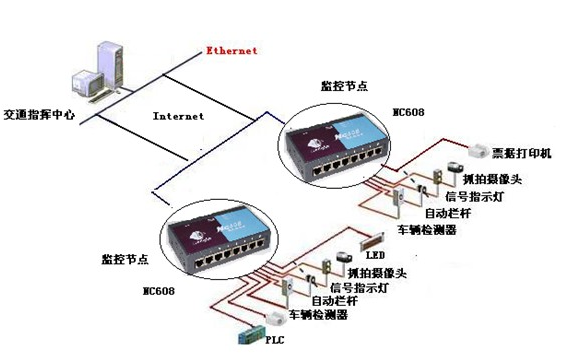 Ethernet
交通指挥中心
Internet
监控节点
NC608
票据打印机
抓拍摄像头
信号指示灯
自动栏杆
车辆检测器
监控节点
NC608
LED
抓拍摄像头
信号指示灯
自动栏杆
车辆检测器
PLC